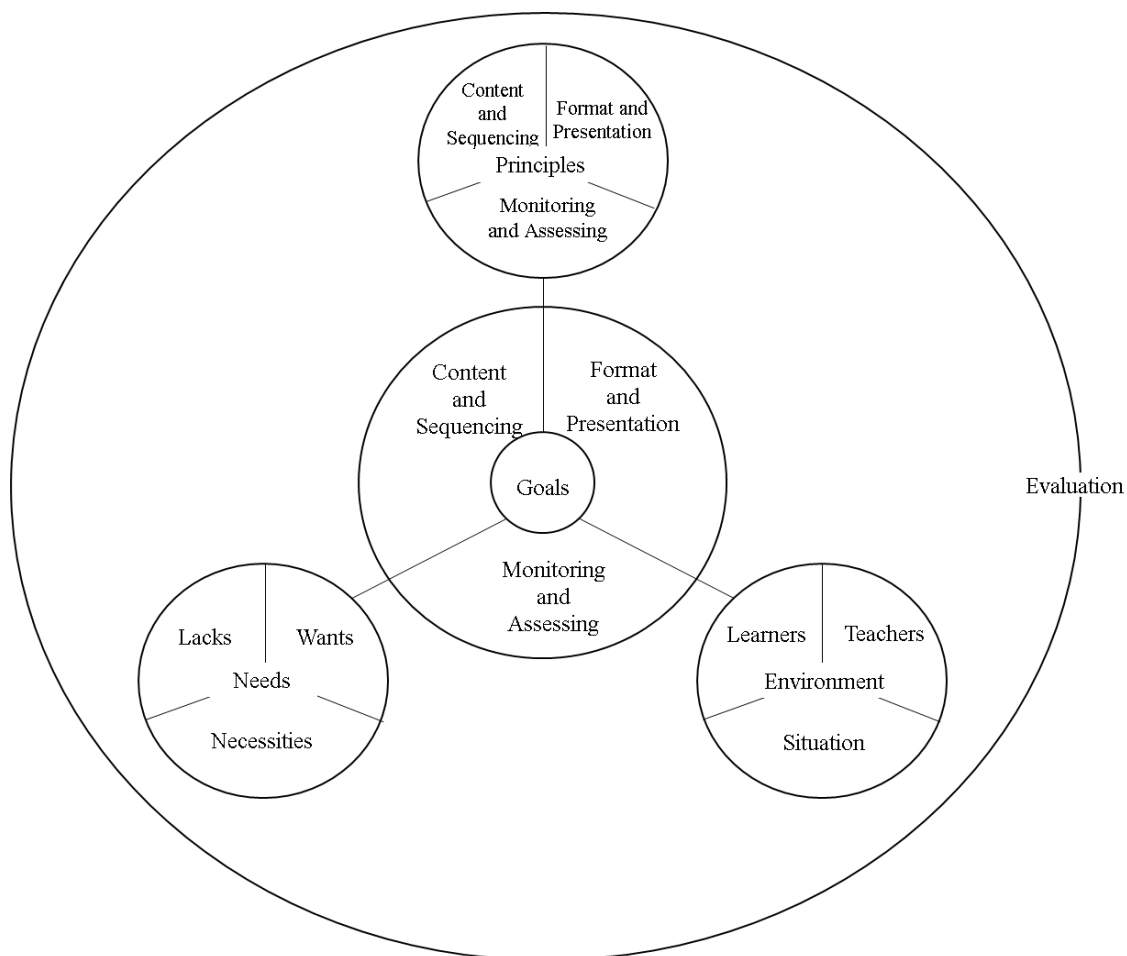 Content
and
Sequencing
Format and
Presentation
Principles
Monitoring
and Assessing
Content
and
Sequencing
Format
and
Presentation
Goals
Evaluation
Monitoring
and
Assessing
Lacks
Wants
Needs
Necessities
Learners
Teachers
Environment
Situation